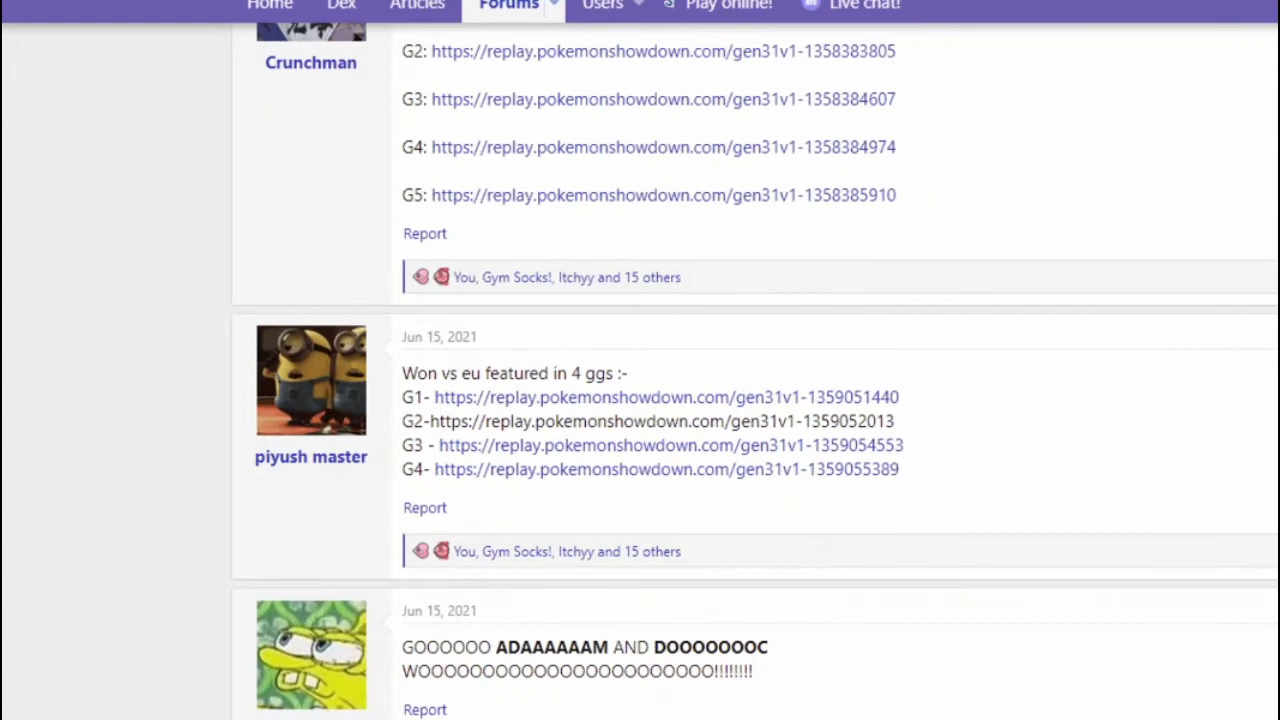 Home Dex Articles Forums Users Play online! Live chat!
Crunchman
G2: https://replay.pokemonshowdown.com/gen31v1-1358383805
G3: https://replay.pokemonshowdown.com/gen31v1-1358384607
G4: https://replay.pokemonshowdown.com/gen31v1-1358384974
G5: https://replay.pokemonshowdown.com/gen31v1-1358385910
Report
You, Gym Socks!, Itchyy and 15 others
piyush master
Jun 15, 2021
Won vs eu featured in 4 ggs :-
G1- https://replay.pokemonshowdown.com/gen31v1-1359051440
G2-https://replay.pokemonshowdown.com/gen31v1-1359052013
G3 - https://replay.pokemonshowdown.com/gen31v1-1359054553
G4- https://replay.pokemonshowdown.com/gen31v1-1359055389
Report
You, Gym Socks!, Itchyy and 15 others
Jun 15, 2021
GOOOOOO ADAAAAAAM AND DOOOOOOOC
WOOOOOOOOOOOOOOOOOOOOOOO!!!!!!!!
Report